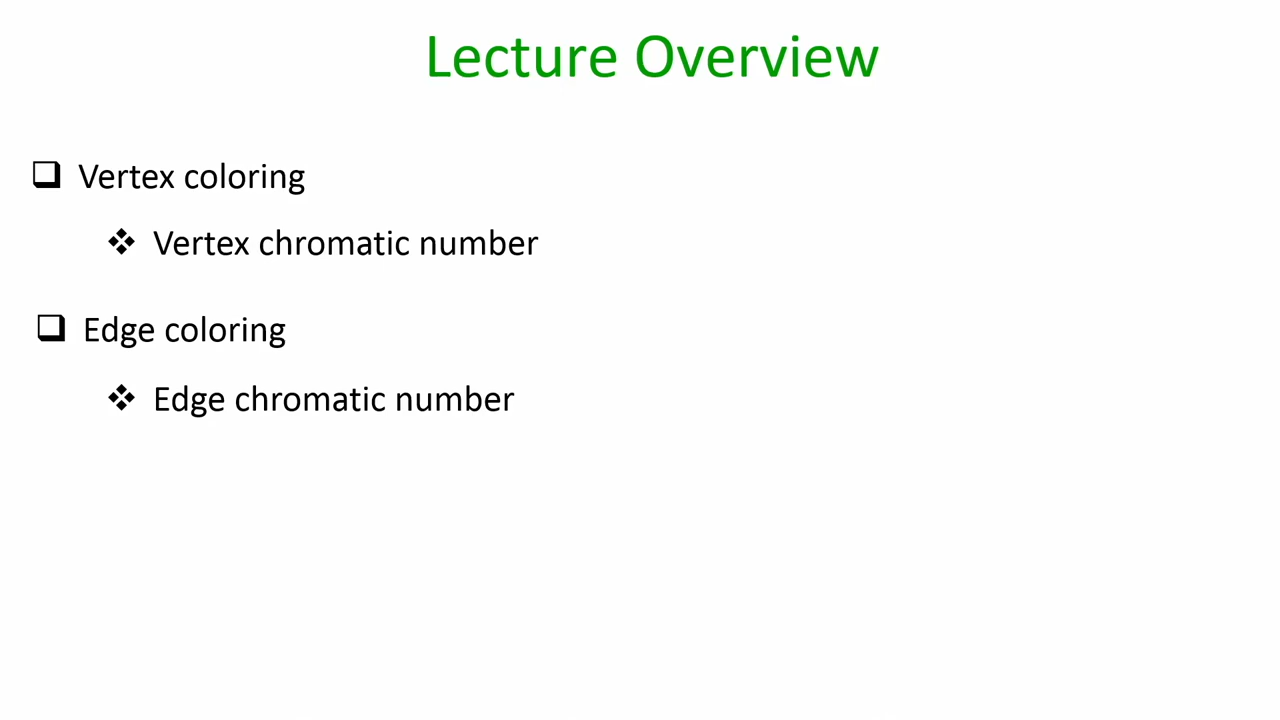 Lecture Overview
Vertex coloring
Vertex chromatic number
Edge coloring
Edge chromatic number